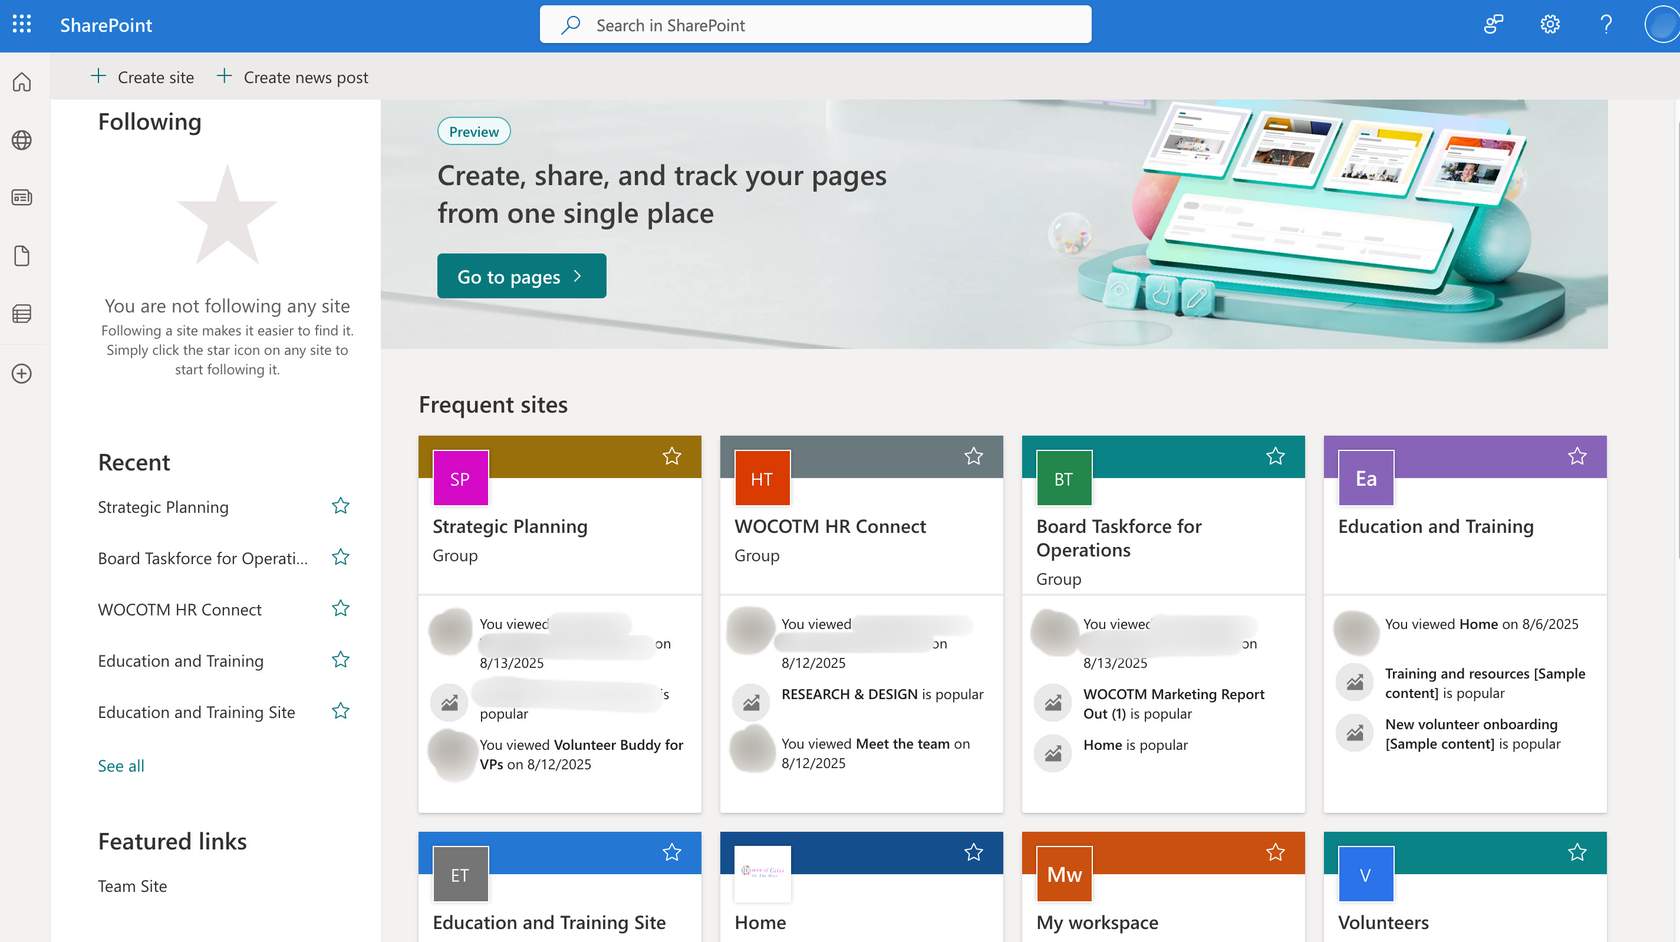 SharePoint
Search in SharePoint
?
Create site
Create news post
Following
You are not following any site
Following a site makes it easier to find it.
Simply click the star icon on any site to
start following it.
Recent
Strategic Planning
Board Taskforce for Operati...
WOCOTM HR Connect
Education and Training
Education and Training Site
See all
Featured links
Team Site
Preview
Create, share, and track your pages
from one single place
Go to pages
Frequent sites
SP
Strategic Planning
Group
You viewed
on
8/13/2025
is
popular
You viewed Volunteer Buddy for
VPs on 8/12/2025
HT
WOCOTM HR Connect
Group
You viewed
on
8/12/2025
RESEARCH & DESIGN is popular
You viewed Meet the team on
8/12/2025
BT
Board Taskforce for
Operations
Group
You viewed
on
8/13/2025
WOCOTM Marketing Report
Out (1) is popular
Home is popular
Ea
Education and Training
You viewed Home on 8/6/2025
Training and resources [Sample
content] is popular
New volunteer onboarding
[Sample content] is popular
ET
Education and Training Site
Home
Mw
My workspace
V
Volunteers